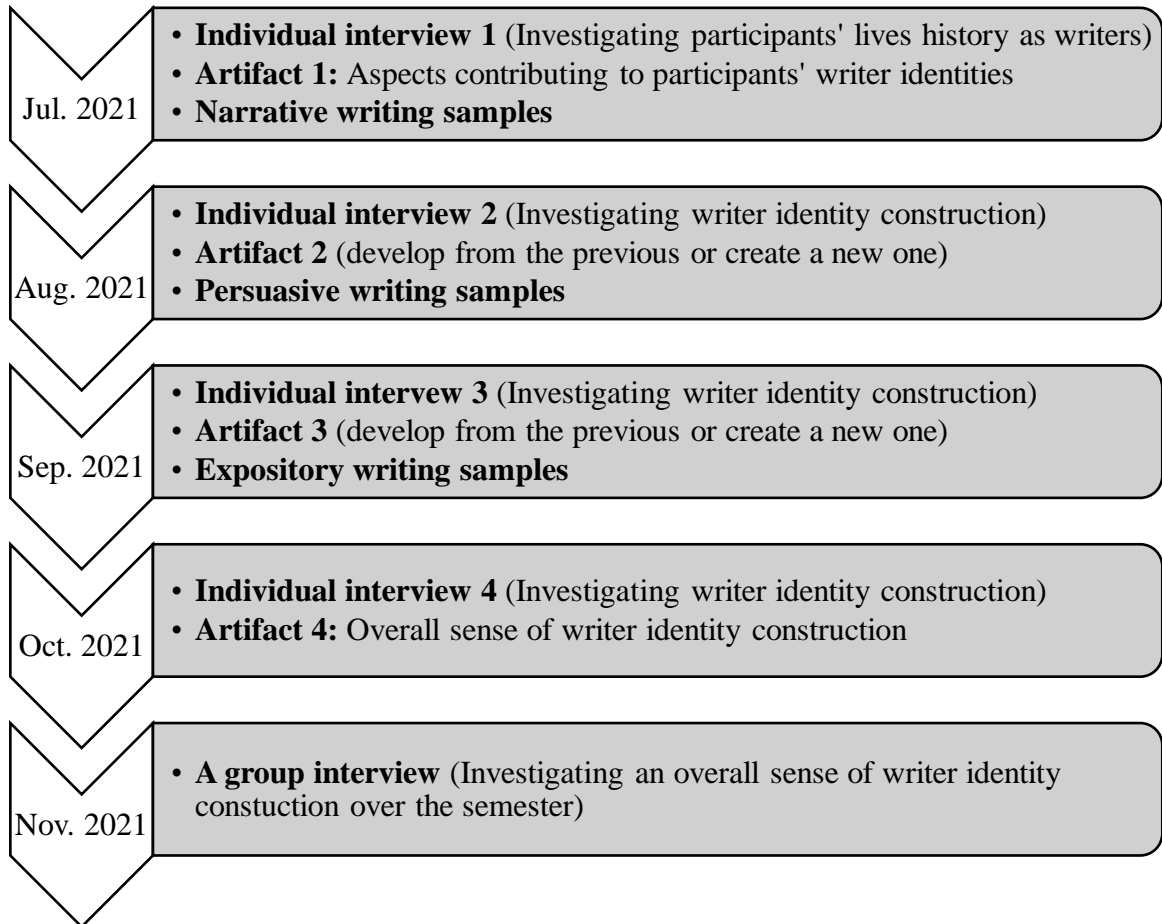 Jul. 2021
• Individual interview 1 (Investigating participants' lives history as writers)
• Artifact 1: Aspects contributing to participants' writer identities
• Narrative writing samples
Aug. 2021
• Individual interview 2 (Investigating writer identity construction)
• Artifact 2 (develop from the previous or create a new one)
• Persuasive writing samples
Sep. 2021
• Individual intervew 3 (Investigating writer identity construction)
• Artifact 3 (develop from the previous or create a new one)
• Expository writing samples
Oct. 2021
• Individual interview 4 (Investigating writer identity construction)
• Artifact 4: Overall sense of writer identity construction
Nov. 2021
• A group interview (Investigating an overall sense of writer identity
constuction over the semester)